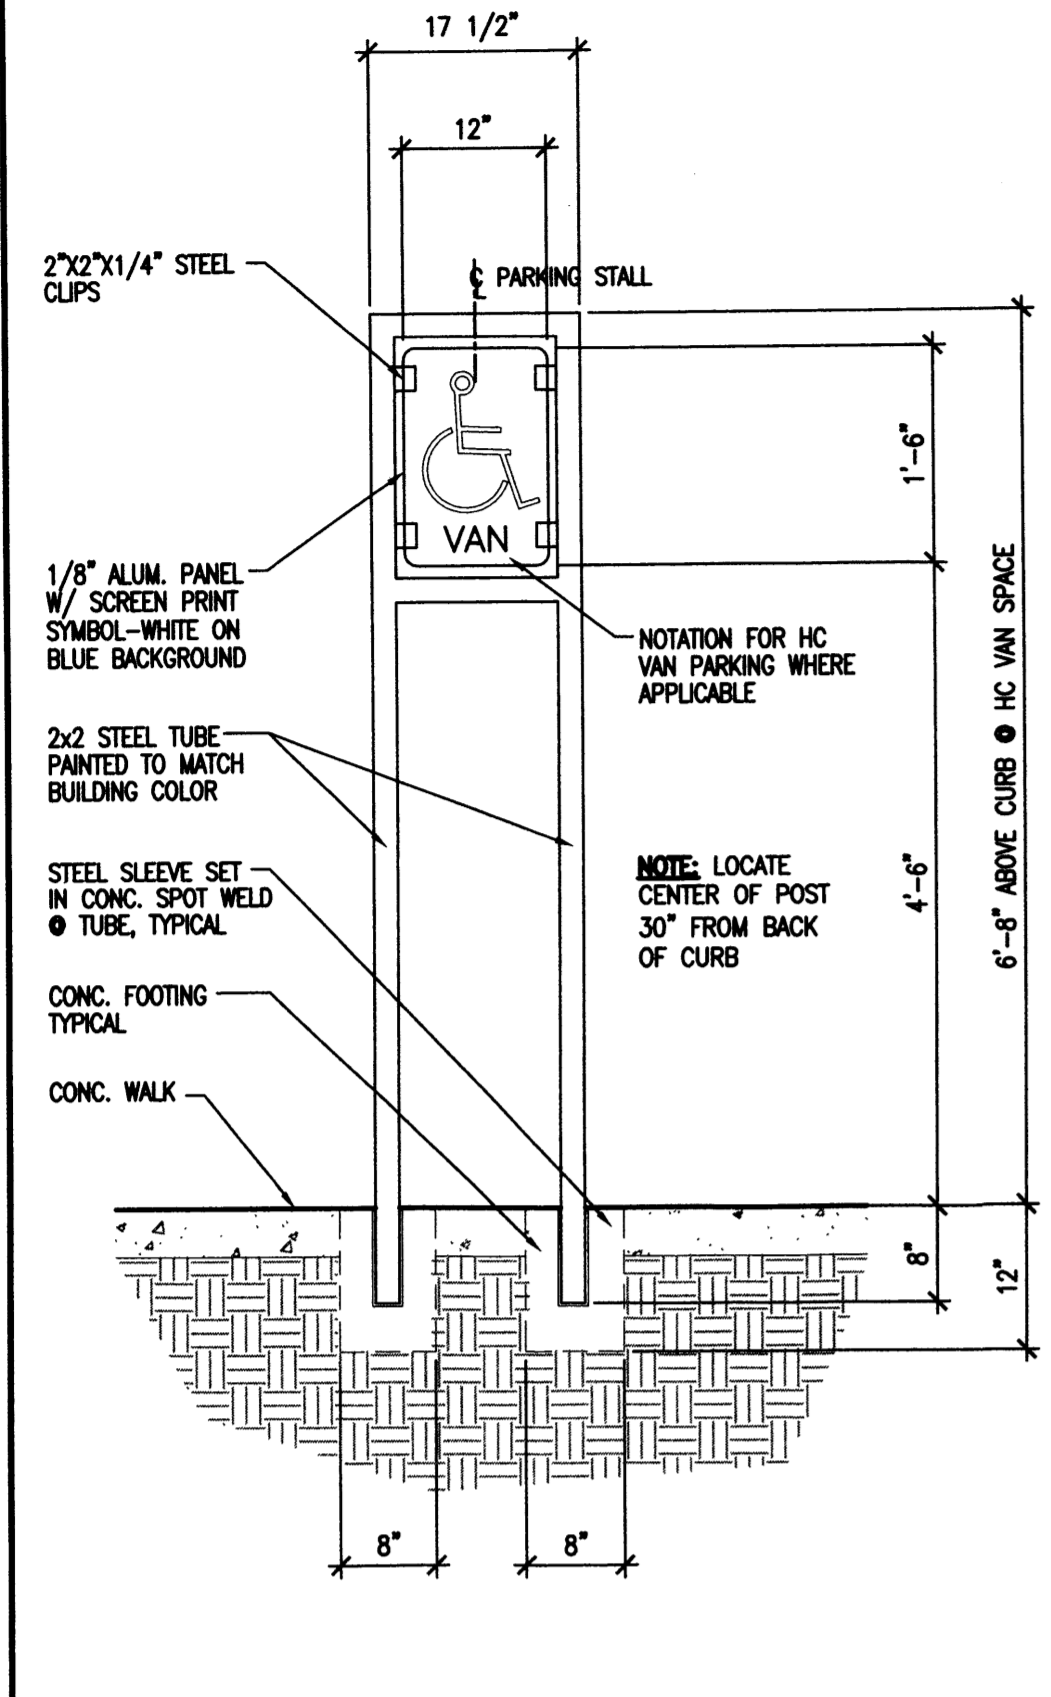 17 1/2"
12"
2"X2"X1/4" STEEL
CLIPS
℄ PARKING STALL
1'-6"
VAN
1/8" ALUM. PANEL
W/ SCREEN PRINT
SYMBOL-WHITE ON
BLUE BACKGROUND
NOTATION FOR HC
VAN PARKING WHERE
APPLICABLE
2x2 STEEL TUBE
PAINTED TO MATCH
BUILDING COLOR
6'-8" ABOVE CURB @ HC VAN SPACE
4'-6"
STEEL SLEEVE SET
IN CONC. SPOT WELD
@ TUBE, TYPICAL
NOTE: LOCATE
CENTER OF POST
30" FROM BACK
OF CURB
CONC. FOOTING
TYPICAL
CONC. WALK
8"
12"
8"
8"